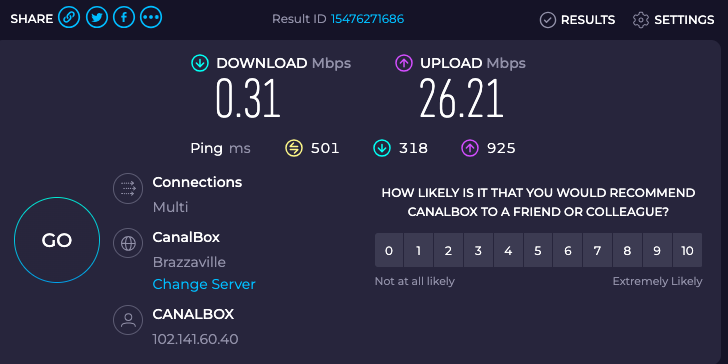 SHARE Result ID 15476271686 RESULTS SETTINGS
DOWNLOAD Mbps UPLOAD Mbps
0.31 26.21
Ping ms 501 318 925
GO
Connections
Multi
CanalBox
Brazzaville
Change Server
CANALBOX
102.141.60.40
HOW LIKELY IS IT THAT YOU WOULD RECOMMEND
CANALBOX TO A FRIEND OR COLLEAGUE?
0 1 2 3 4 5 6 7 8 9 10
Not at all likely Extremely Likely